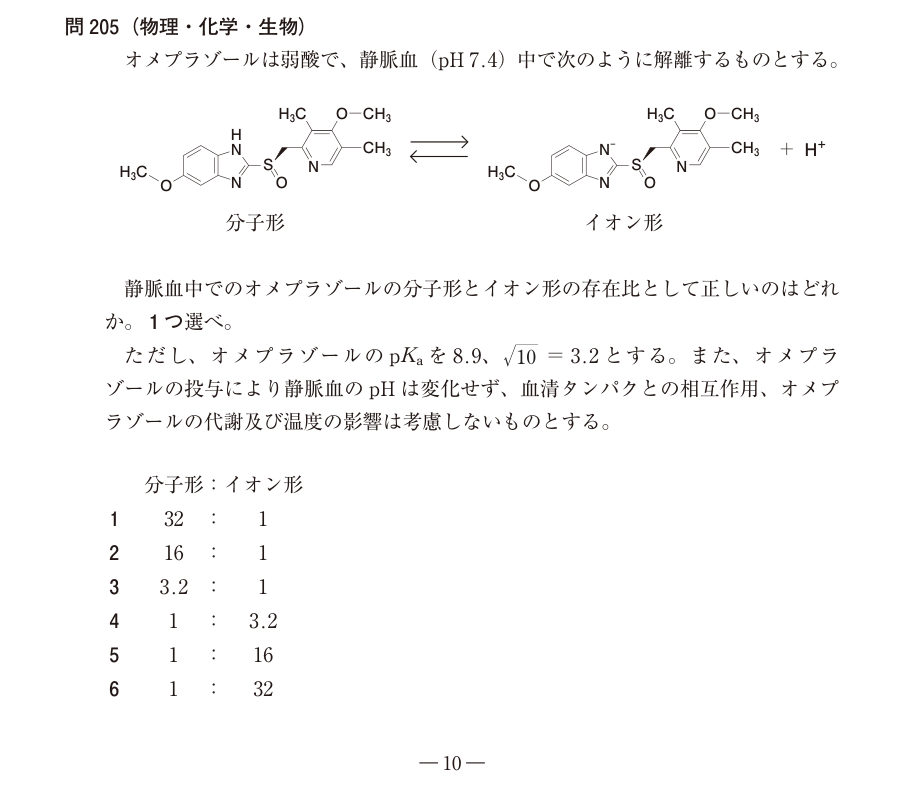 問 205（物理・化学・生物）
オメプラゾールは弱酸で、静脈血（pH 7.4）中で次のように解離するものとする。
H₃C O－CH₃ H₃C O－CH₃
H N CH₃ N⁻ CH₃ + H⁺
H₃C O N S O N H₃C O N S O N
分子形 イオン形
静脈血中でのオメプラゾールの分子形とイオン形の存在比として正しいのはどれ
か。1つ選べ。
ただし、オメプラゾールの pKₐ を 8.9、√10 = 3.2 とする。また、オメプラ
ゾールの投与により静脈血の pH は変化せず、血清タンパクとの相互作用、オメプ
ラゾールの代謝及び温度の影響は考慮しないものとする。
分子形：イオン形
1 32 : 1
2 16 : 1
3 3.2 : 1
4 1 : 3.2
5 1 : 16
6 1 : 32
— 10 —